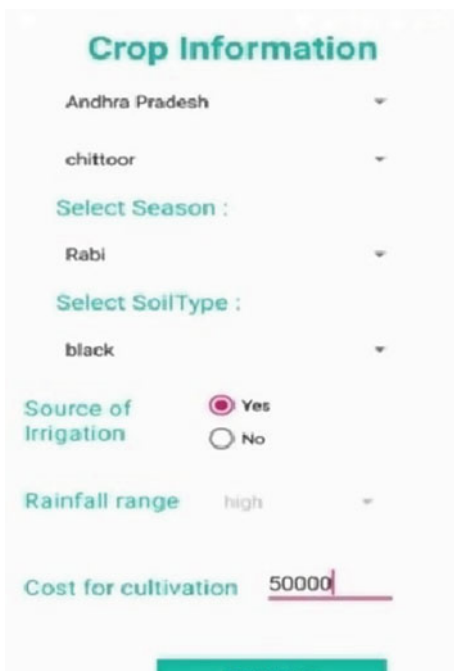 Crop Information
Andhra Pradesh
chittoor
Select Season :
Rabi
Select SoilType :
black
Source of Irrigation
Yes
No
Rainfall range high
Cost for cultivation 50000